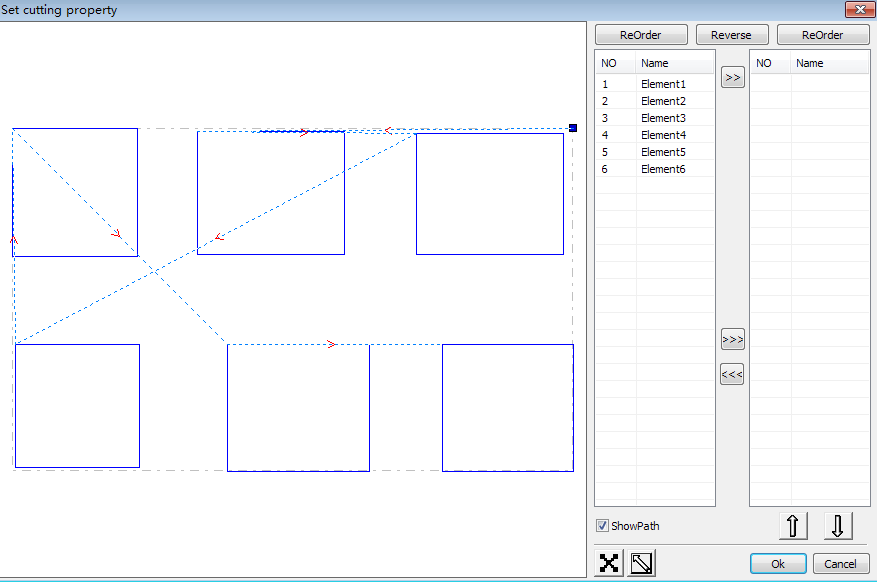 Set cutting property
ReOrder Reverse ReOrder
NO Name NO Name
1 Element1
2 Element2
3 Element3
4 Element4
5 Element5
6 Element6
>>
>>>
<<<
ShowPath
Ok Cancel